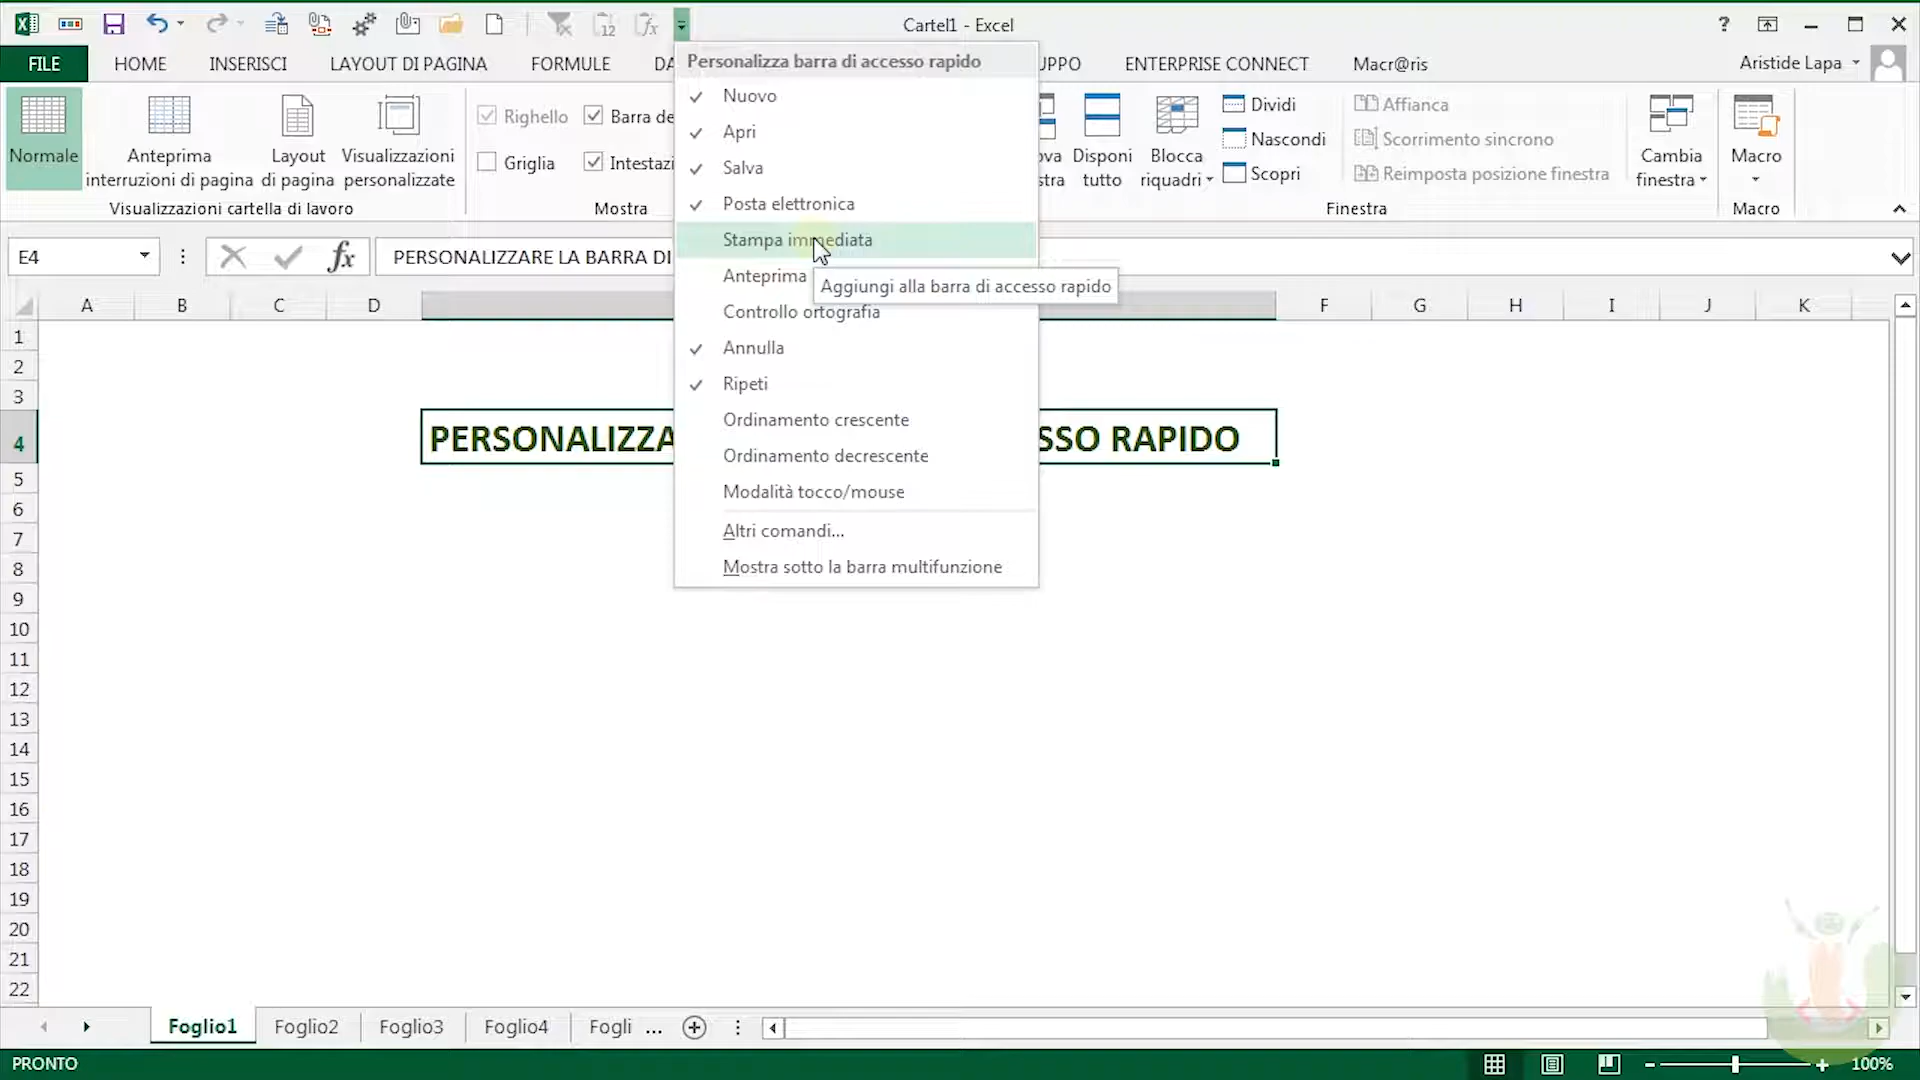 Cartel1 - Excel
?
FILE HOME INSERISCI LAYOUT DI PAGINA FORMULE ENTERPRISE CONNECT Macr@ris Aristide Lapa
Personalizza barra di accesso rapido
Nuovo
Apri
Salva
Posta elettronica
Stampa immediata
Anteprima
Aggiungi alla barra di accesso rapido
Controllo ortografia
Annulla
Ripeti
Ordinamento crescente
Ordinamento decrescente
Modalità tocco/mouse
Altri comandi...
Mostra sotto la barra multifunzione
Normale
Anteprima
interruzioni di pagina
Layout
di pagina
Visualizzazioni
personalizzate
Visualizzazioni cartella di lavoro
Righello
Barra de
Griglia
Intestazi
Mostra
Disponi
tutto
Blocca
riquadri
Dividi
Nascondi
Scopri
Affianca
Scorrimento sincrono
Reimposta posizione finestra
Cambia
finestra
Finestra
Macro
Macro
E4
fx
PERSONALIZZARE LA BARRA DI
A B C D F G H I J K
1
2
3
4
PERSONALIZZA SSO RAPIDO
5
6
7
8
9
10
11
12
13
14
15
16
17
18
19
20
21
22
Foglio1 Foglio2 Foglio3 Foglio4 Fogli ...
PRONTO
100%